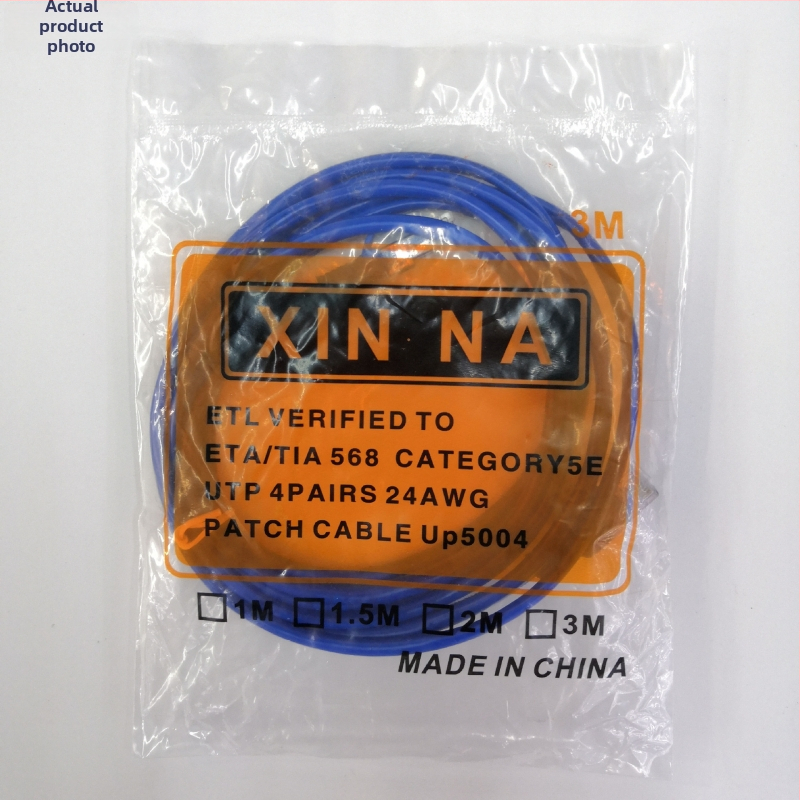 Actual
product
photo
3M
XIN NA
ETL VERIFIED TO
ETA/TIA 568 CATEGORY5E
UTP 4PAIRS 24AWG
PATCH CABLE Up5004
1M 1.5M 2M 3M
MADE IN CHINA